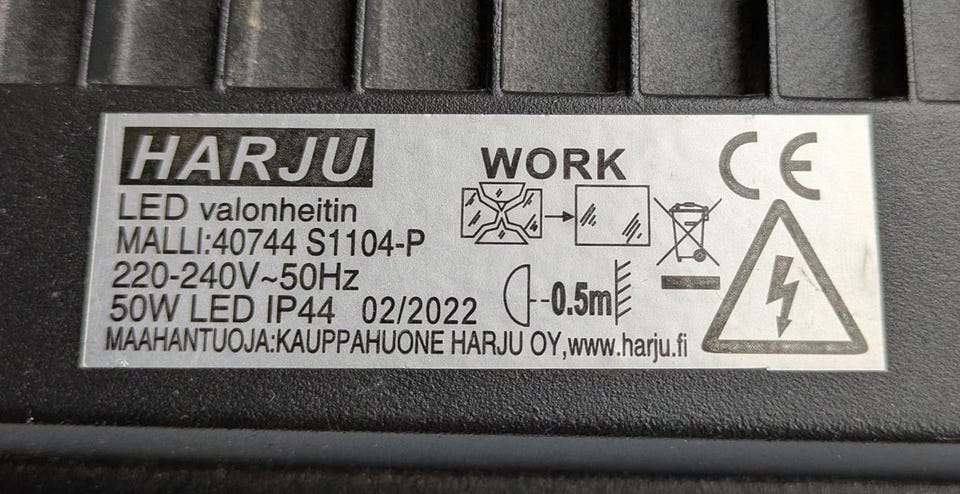 HARJU
WORK
CE
LED valonheitin
MALLI:40744 S1104-P
220-240V~50Hz
50W LED IP44 02/2022
0.5m
MAAHANTUOJA:KAUPPAHUONE HARJU OY,www.harju.fi